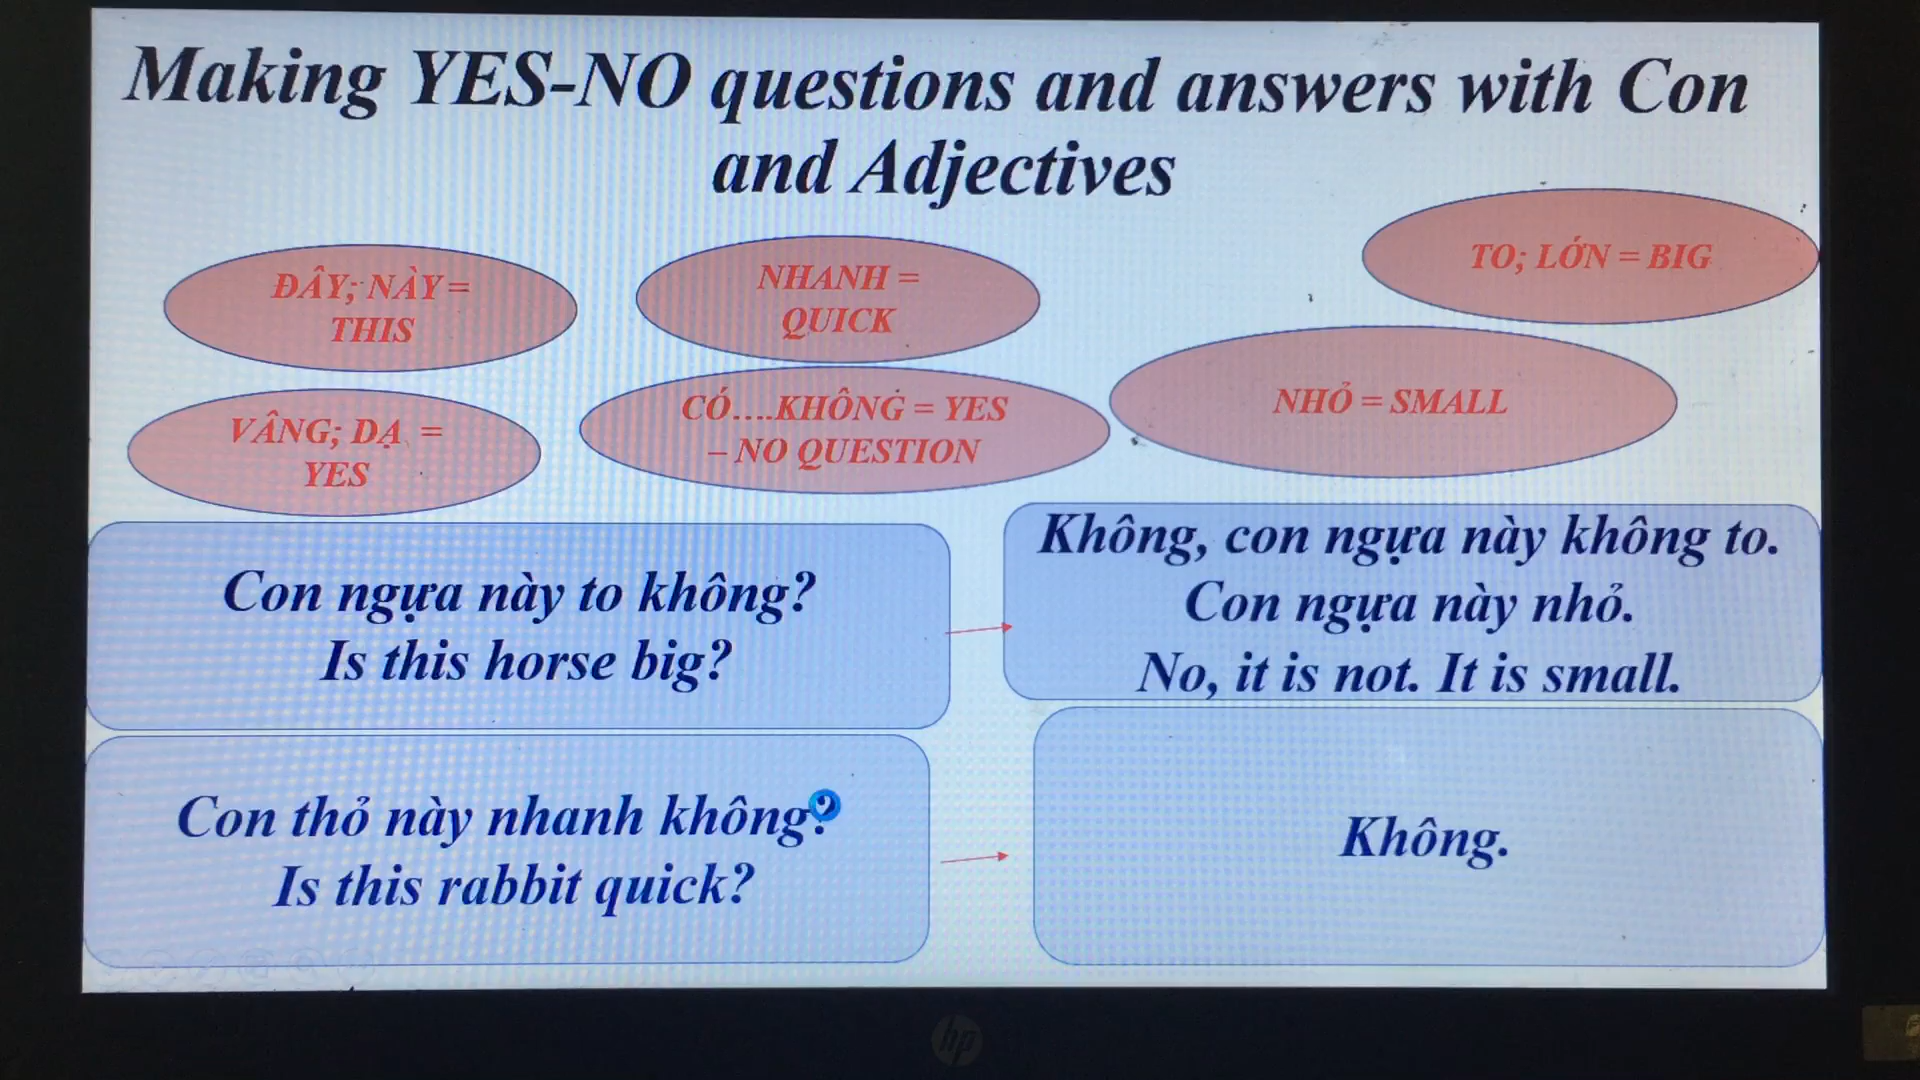 Making YES-NO questions and answers with Con
and Adjectives
ĐÂY; NÀY =
THIS
NHANH =
QUICK
TO; LỚN = BIG
VÂNG; DẠ =
YES
CÓ....KHÔNG = YES
– NO QUESTION
NHỎ = SMALL
Con ngựa này to không?
Is this horse big?
Không, con ngựa này không to.
Con ngựa này nhỏ.
No, it is not. It is small.
Con thỏ này nhanh không?
Is this rabbit quick?
Không.
hp